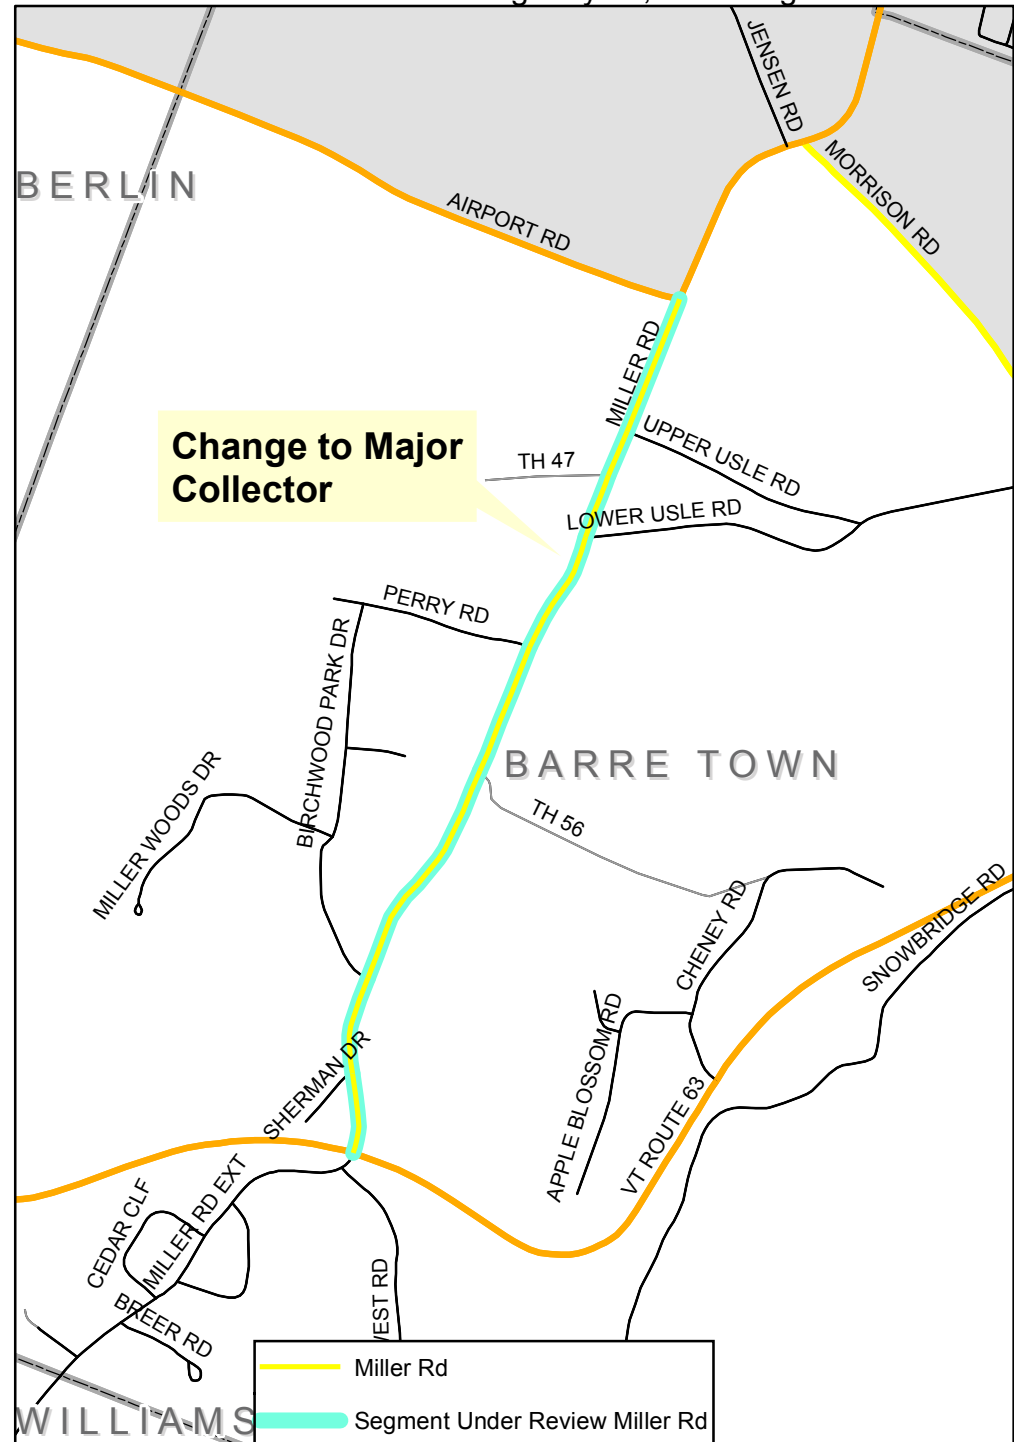 JENSEN RD
MORRISON RD
BERLIN
AIRPORT RD
MILLER RD
Change to Major
Collector
UPPER USLE RD
TH 47
LOWER USLE RD
PERRY RD
BIRCHWOOD PARK DR
BARRE TOWN
MILLER WOODS DR
TH 56
CHENEY RD
SNOWBRIDGE RD
APPLE BLOSSOM RD
SHERMAN DR
VT ROUTE 63
CEDAR CLF
MILLER RD EXT
BREER RD
WEST RD
Miller Rd
WILLIAMS
Segment Under Review Miller Rd